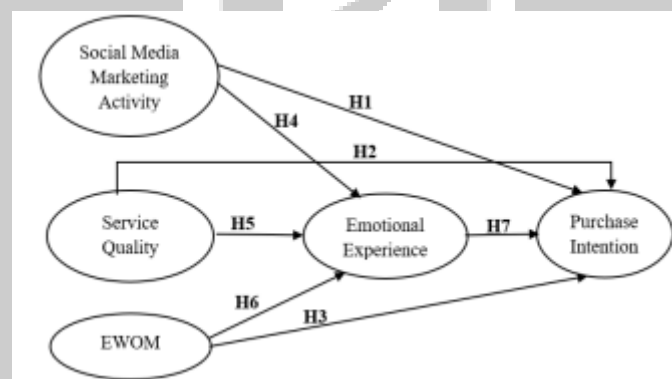 Social Media
Marketing
Activity
H1
H4
H2
Service
Quality
H5
Emotional
Experience
H7
Purchase
Intention
H6
H3
EWOM